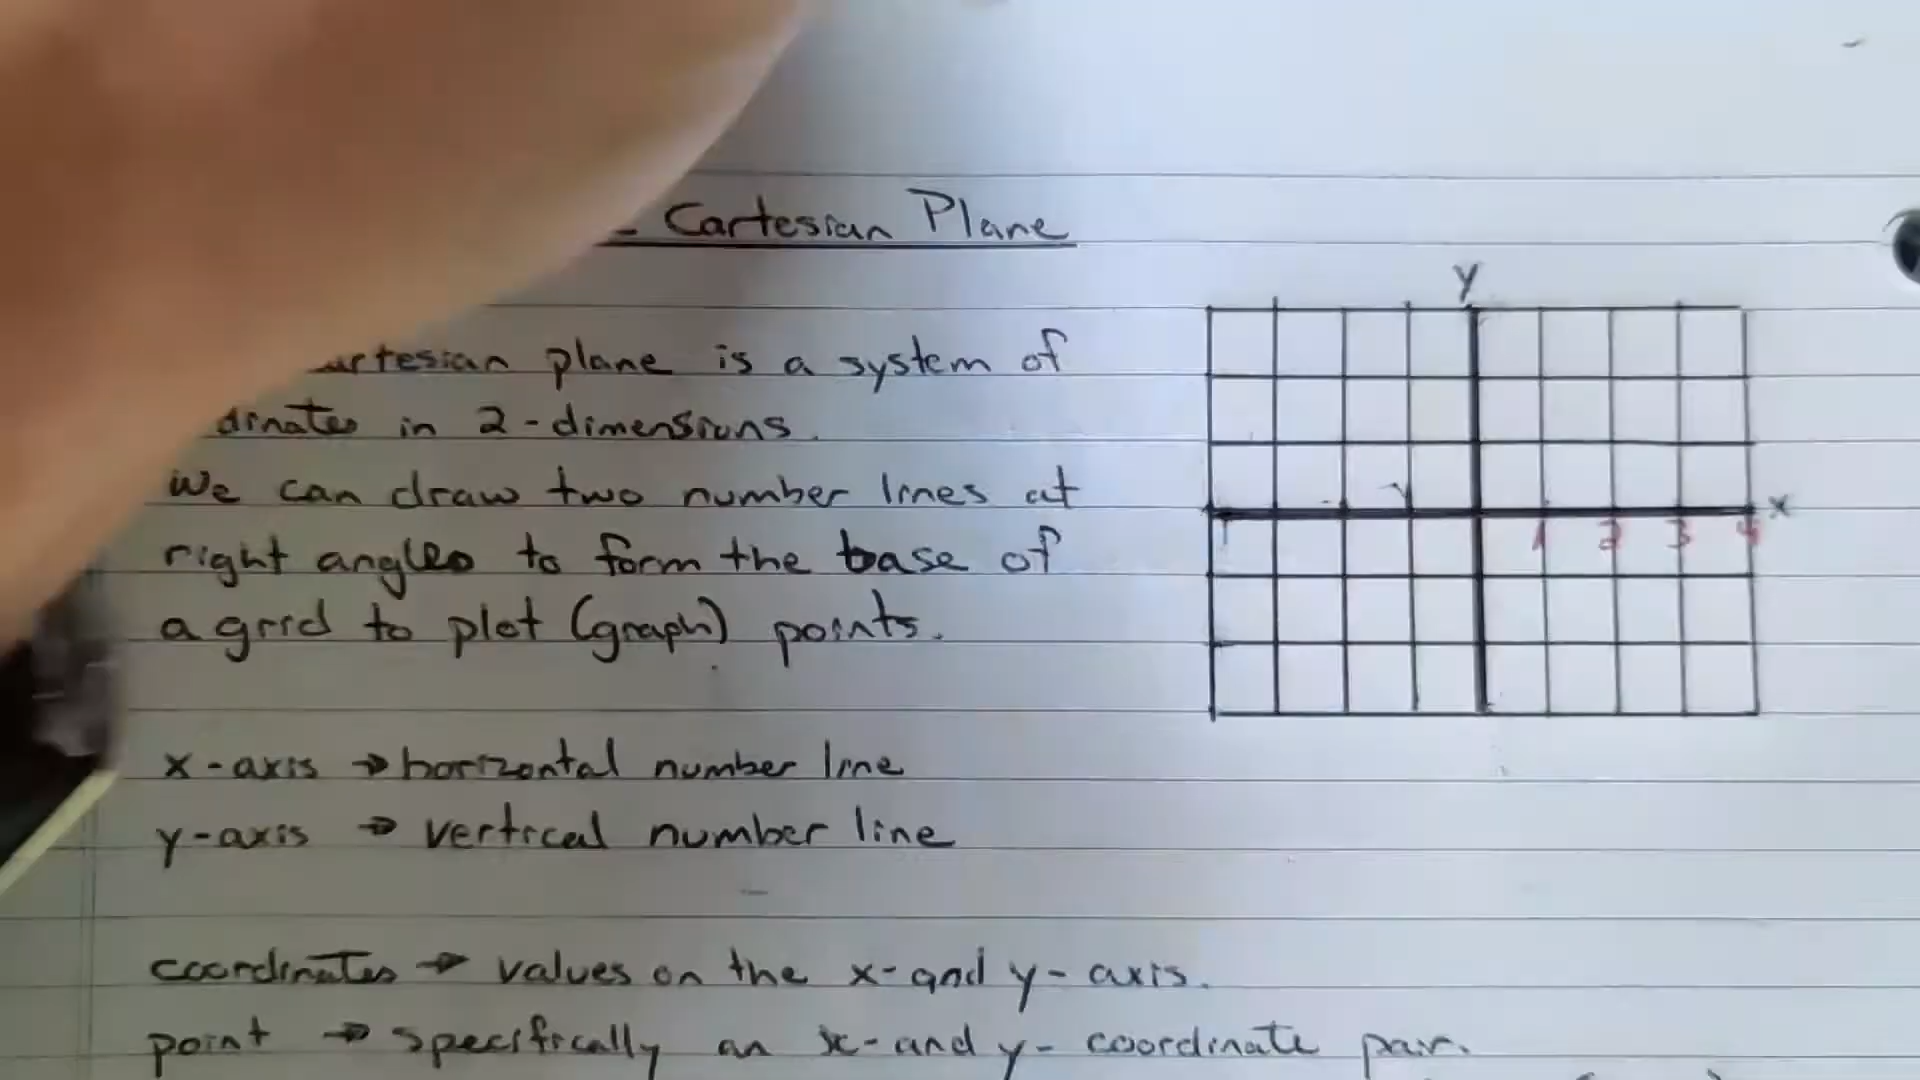 - Cartesian Plane
artesian plane is a system of
dinates in 2-dimensions.
We can draw two number lines at
right angles to form the base of
a grid to plot (graph) points.
x-axis → horizontal number line
y-axis → vertical number line
coordinates → values on the x- and y- axis.
point → specifically an x- and y- coordinate pair.
y
x
1 2 3 4